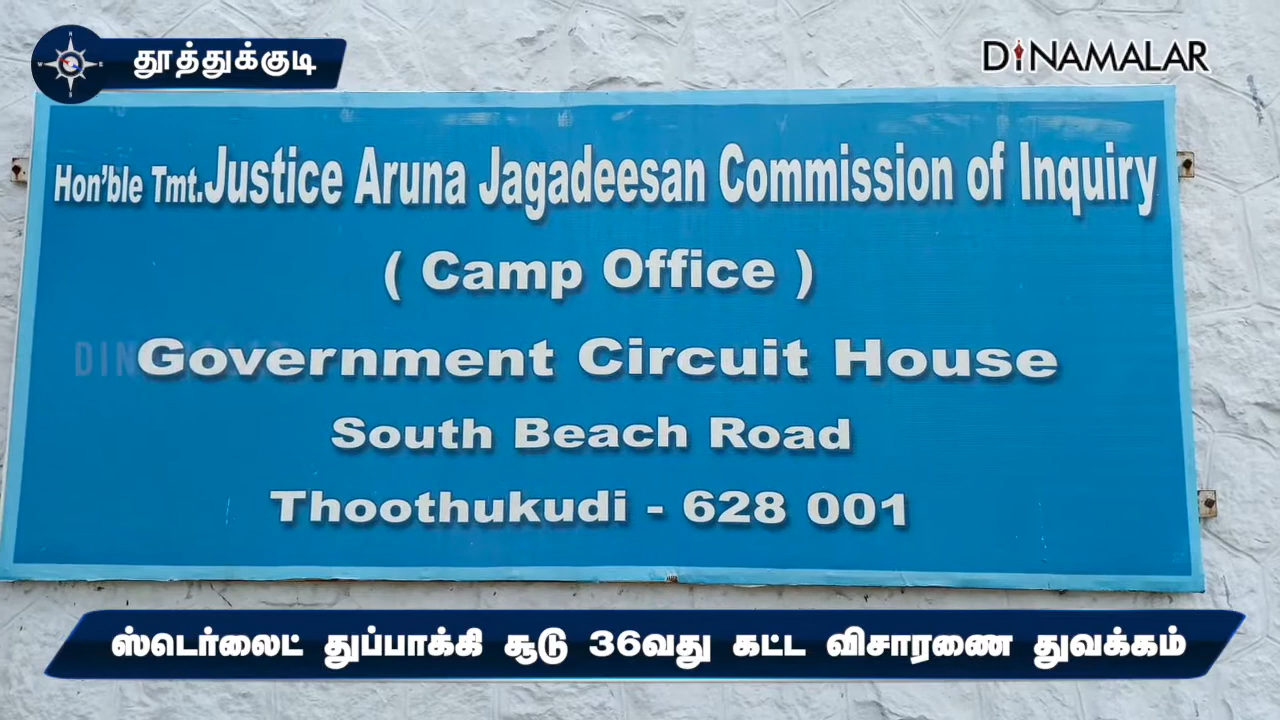 தூத்துக்குடி
DINAMALAR
Hon'ble Tmt.Justice Aruna Jagadeesan Commission of Inquiry
( Camp Office )
Government Circuit House
South Beach Road
Thoothukudi - 628 001
ஸ்டெர்லைட் துப்பாக்கி சூடு 36வது கட்ட விசாரணை துவக்கம்